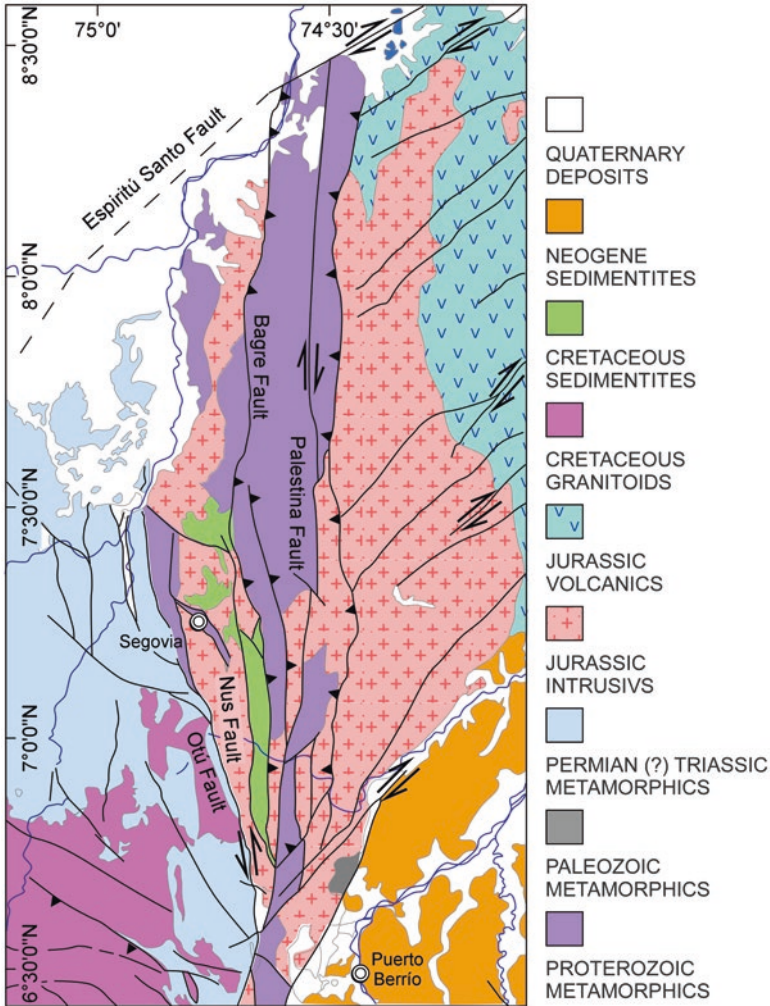 75°0'
74°30'
8°30'0"N
Espiritú Santo Fault
8°0'0"N
Bagre Fault
Palestina Fault
7°30'0"N
Segovia
Nus Fault
Otú Fault
7°0'0"N
6°30'0"N
Puerto
Berrío
QUATERNARY
DEPOSITS
NEOGENE
SEDIMENTITES
CRETACEOUS
SEDIMENTITES
CRETACEOUS
GRANITOIDS
JURASSIC
VOLCANICS
JURASSIC
INTRUSIVS
PERMIAN (?) TRIASSIC
METAMORPHICS
PALEOZOIC
METAMORPHICS
PROTEROZOIC
METAMORPHICS